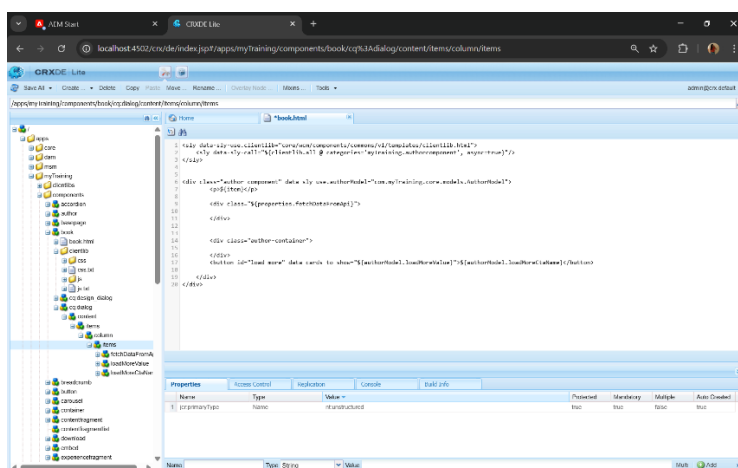 AEM Start
CRXDE Lite
localhost:4502/crx/de/index.jsp#/apps/myTraining/components/book/cq%3Adialog/content/items/column/items
CRXDE Lite
Save All Create... Delete Copy Paste Move... Rename... Overlay Node... Mixins... Tools
admin@crx.default
/apps/myTraining/components/book/cq:dialog/content/items/column/items
Home
*book.html
/
apps
core
dam
msm
myTraining
clientlibs
components
accordion
author
basepage
book
book.html
clientlib
css
css.txt
js
js.txt
cq:design_dialog
cq:dialog
content
items
column
items
fetchDataFromAp
loadMoreValue
loadMoreCtaNam
breadcrumb
button
carousel
container
contentfragment
contentfragmentlist
download
embed
experiencefragment
1 <sly data-sly-use.clientlib="core/wcm/components/commons/v1/templates/clientlib.html">
2 <sly data-sly-call="${clientlib.all @ categories='mytraining.authorcomponent', async=true}"/>
3 </sly>
4
5
6 <div class="author component" data-sly-use.authorModel="com.myTraining.core.models.AuthorModel">
7 <p>${item}</p>
8
9 <div class="${properties.fetchDataFromApi}">
10
11 </div>
12
13
14 <div class="author-container">
15
16 </div>
17 <button id="load more" data cards to show="${authorModel.loadMoreValue}">${authorModel.loadMoreCtaName}</button>
18
19 </div>
20 </div>
Properties
Access Control
Replication
Console
Build Info
Name Type Value Protected Mandatory Multiple Auto Created
1 jcr:primaryType Name nt:unstructured true true false true
Name: Type: String Value: Multi Add